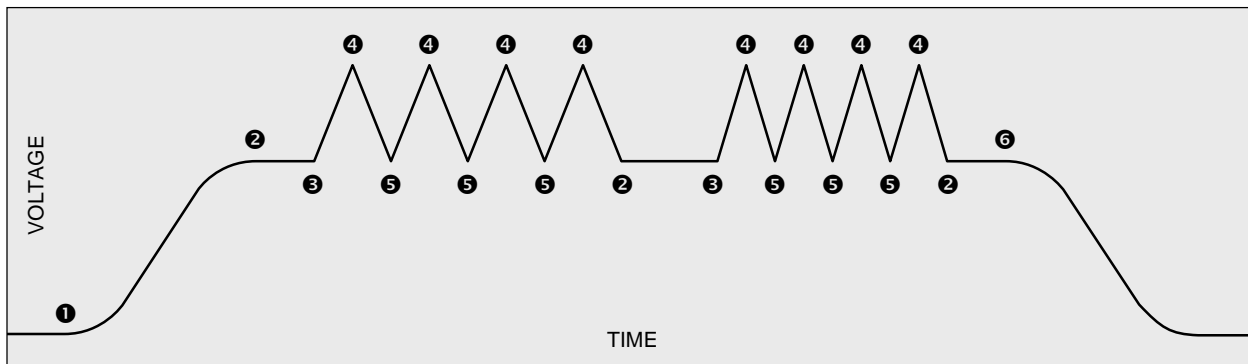 ❹ ❹ ❹ ❹ ❹ ❹ ❹ ❹
❷ ❻
❸ ❺ ❺ ❺ ❷ ❸ ❺ ❺ ❺ ❷
VOLTAGE
❶
TIME